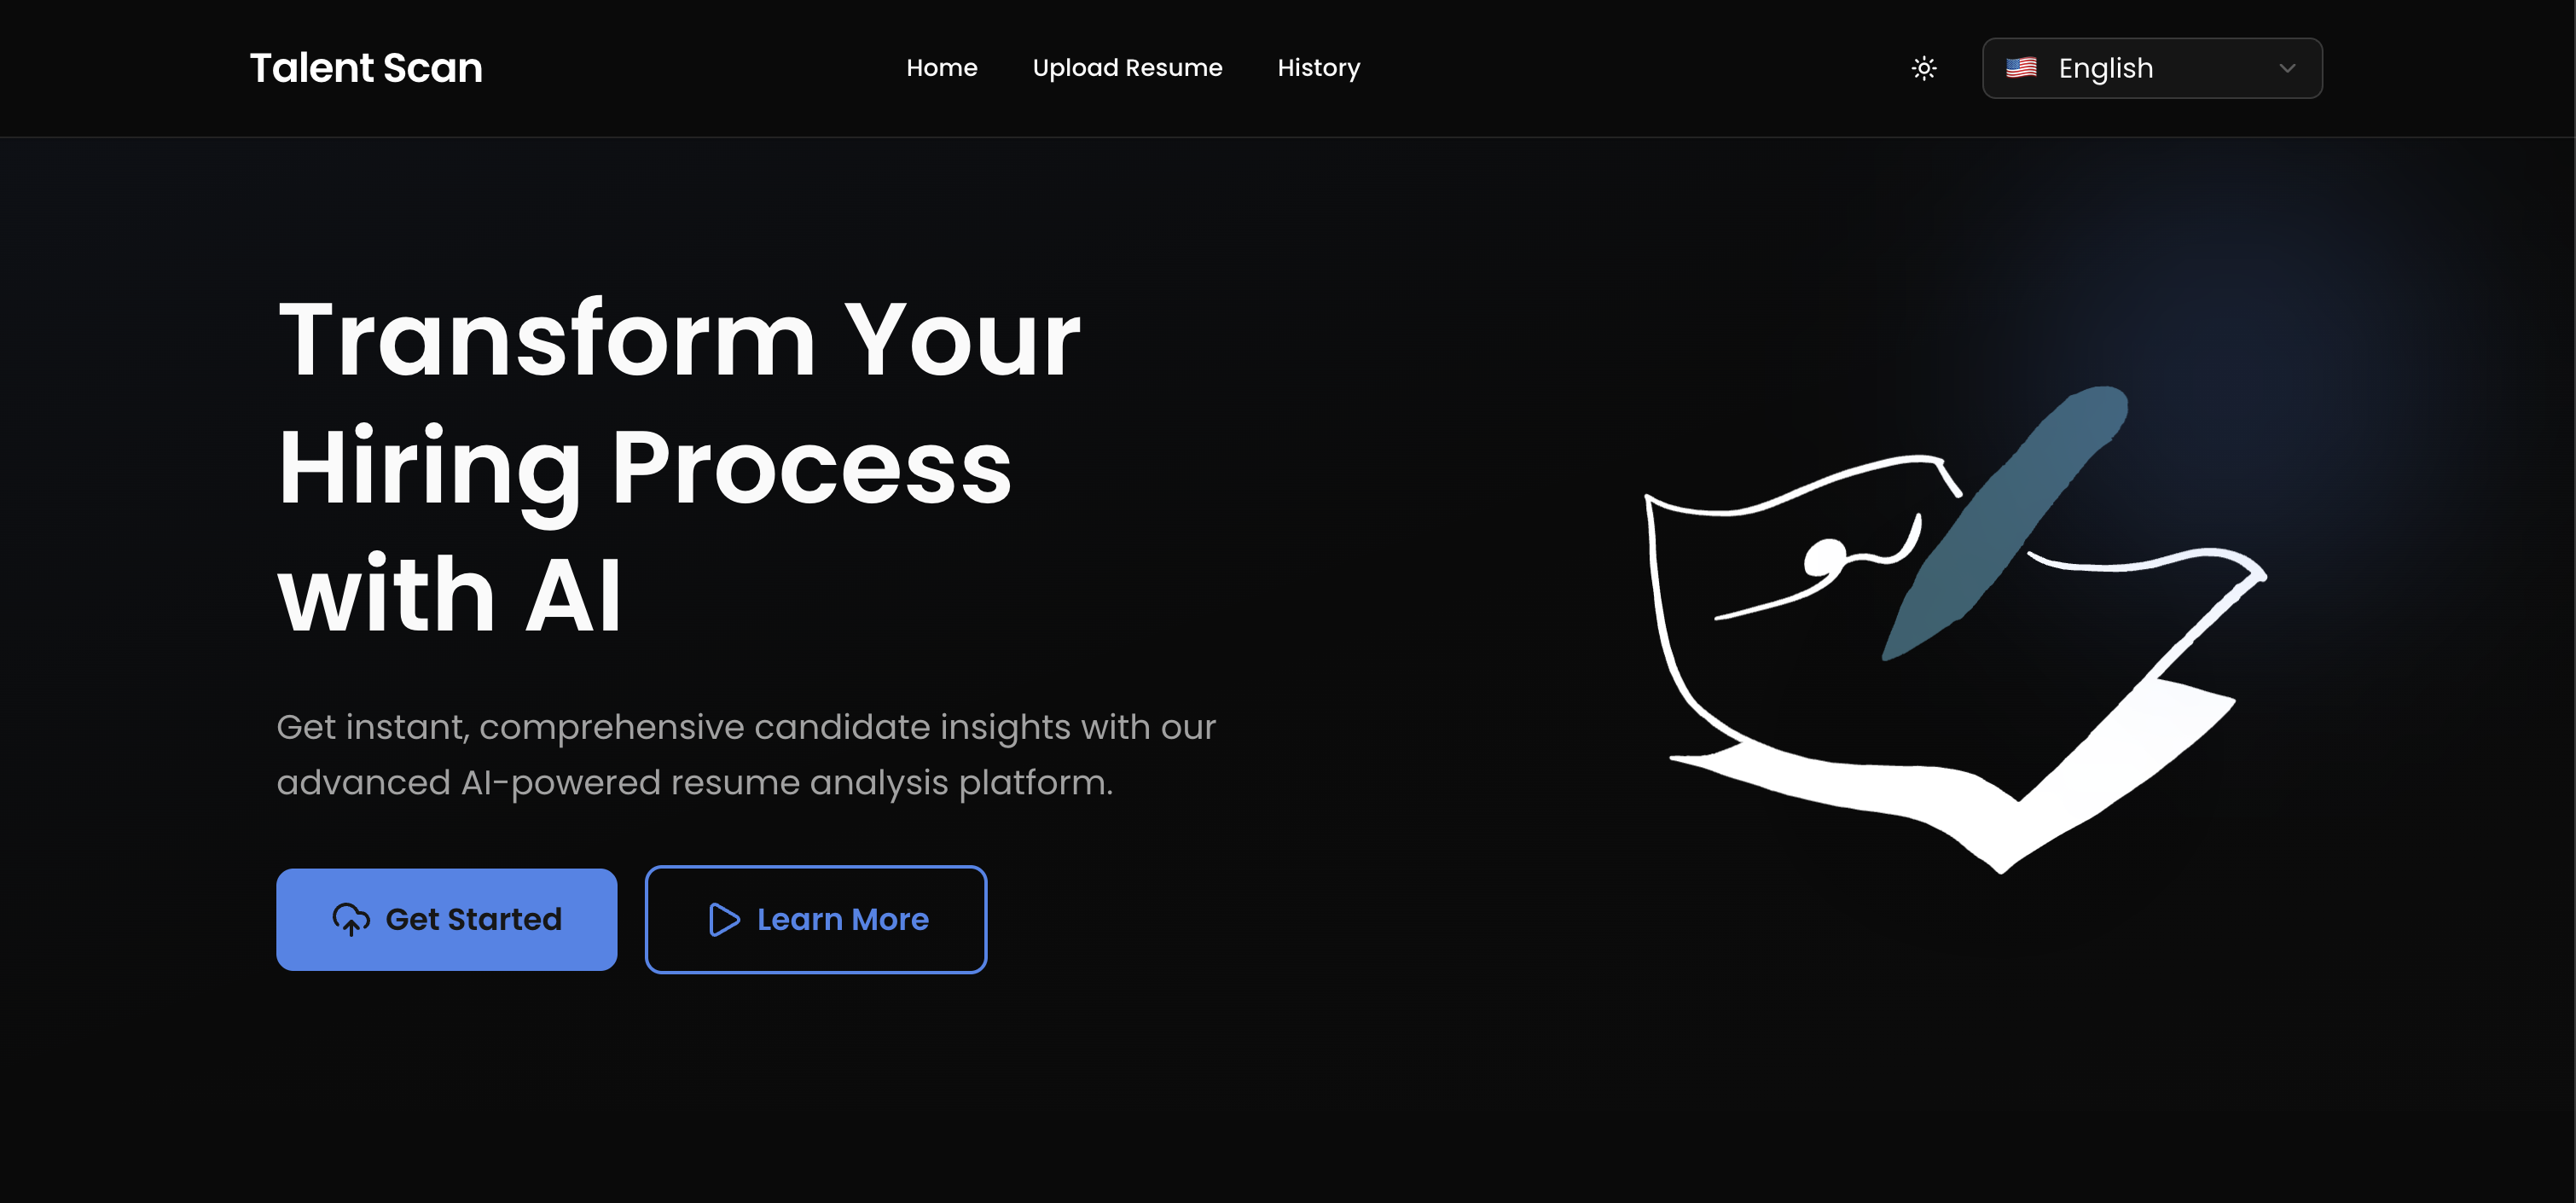 Talent Scan
Home
Upload Resume
History
English
Transform Your
Hiring Process
with AI
Get instant, comprehensive candidate insights with our
advanced AI-powered resume analysis platform.
Get Started
Learn More